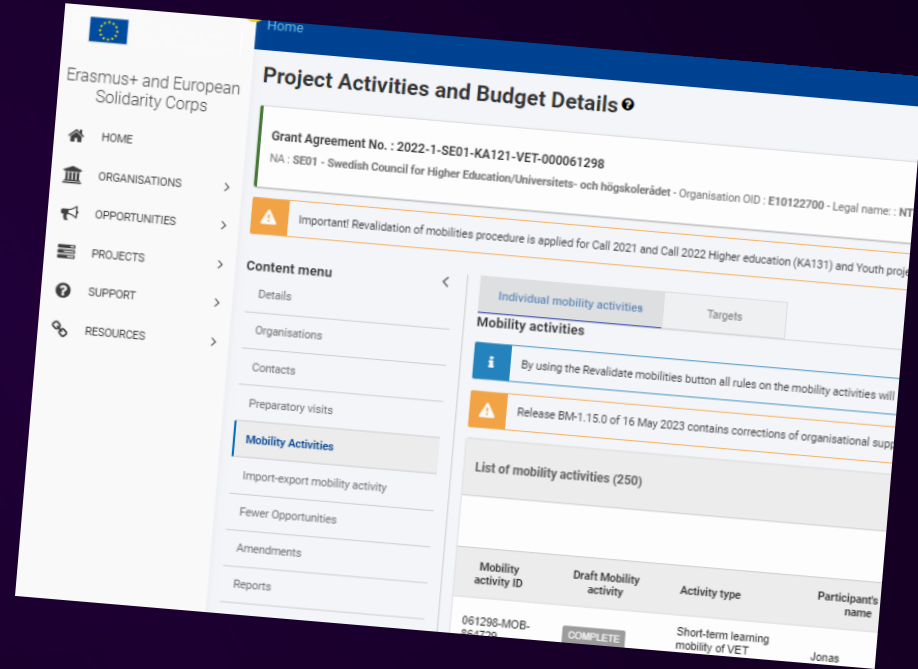 Home
Erasmus+ and European
Solidarity Corps
HOME
ORGANISATIONS
OPPORTUNITIES
PROJECTS
SUPPORT
RESOURCES
Project Activities and Budget Details
Grant Agreement No. : 2022-1-SE01-KA121-VET-000061298
NA : SE01 - Swedish Council for Higher Education/Universitets- och högskolerådet - Organisation OID : E10122700 - Legal name: : NT
Important! Revalidation of mobilities procedure is applied for Call 2021 and Call 2022 Higher education (KA131) and Youth proje
Content menu
Details
Organisations
Contacts
Preparatory visits
Mobility Activities
Import-export mobility activity
Fewer Opportunities
Amendments
Reports
Individual mobility activities
Targets
Mobility activities
By using the Revalidate mobilities button all rules on the mobility activities will
Release BM-1.15.0 of 16 May 2023 contains corrections of organisational supp
List of mobility activities (250)
Mobility
activity ID
Draft Mobility
activity
Activity type
Participant's
name
061298-MOB-
COMPLETE
Short-term learning
mobility of VET
Jonas